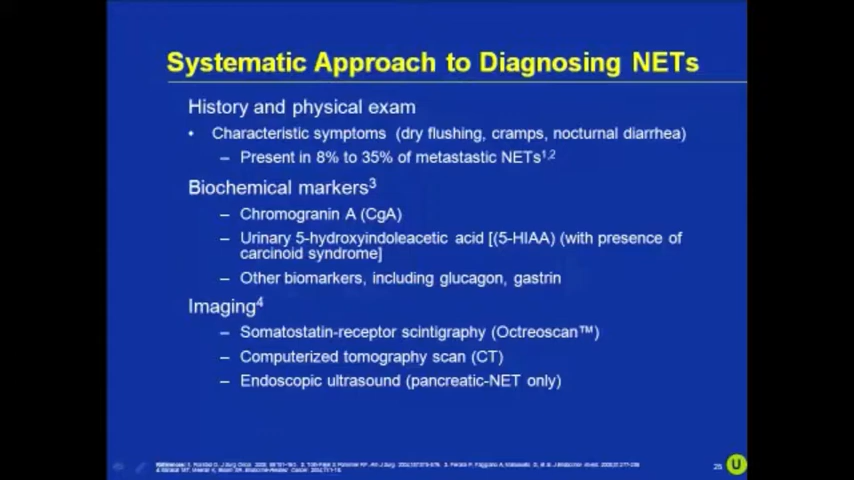 Systematic Approach to Diagnosing NETs
History and physical exam
• Characteristic symptoms (dry flushing, cramps, nocturnal diarrhea)
– Present in 8% to 35% of metastastic NETs1,2
Biochemical markers3
– Chromogranin A (CgA)
– Urinary 5-hydroxyindoleacetic acid [(5-HIAA) (with presence of
carcinoid syndrome]
– Other biomarkers, including glucagon, gastrin
Imaging4
– Somatostatin-receptor scintigraphy (Octreoscan™)
– Computerized tomography scan (CT)
– Endoscopic ultrasound (pancreatic-NET only)
References: 1.
25
U